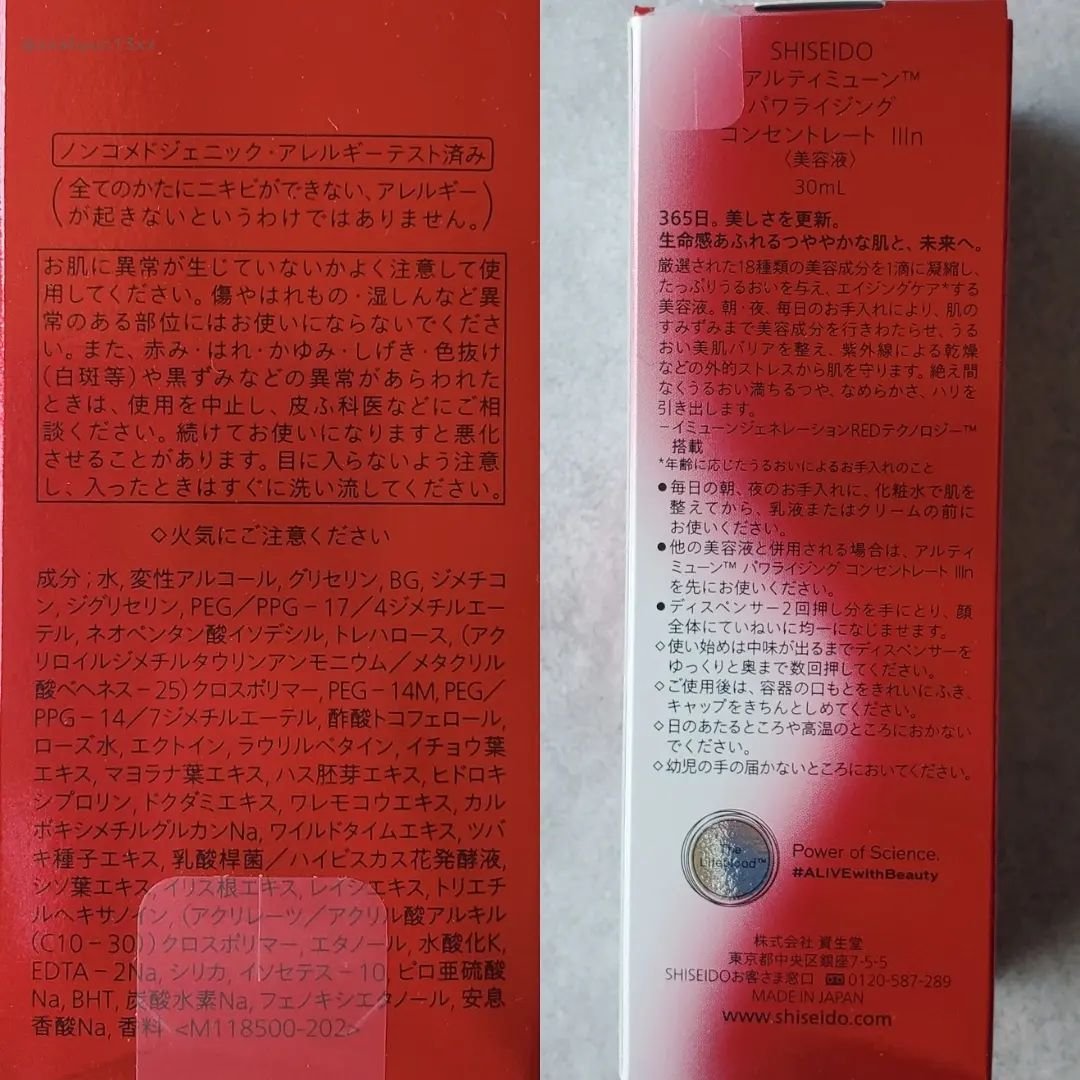 ノンコメドジェニック・アレルギーテスト済み
(全てのかたにニキビができない、アレルギー
が起きないというわけではありません。)
お肌に異常が生じていないかよく注意して使
用してください。傷やはれもの・湿しんなど異
常のある部位にはお使いにならないでくださ
い。また、赤み・はれ・かゆみ・しげき・色抜け
(白斑等)や黒ずみなどの異常があらわれた
ときは、使用を中止し、皮ふ科医などにご相
談ください。続けてお使いになりますと悪化
させることがあります。目に入らないよう注意
し、入ったときはすぐに洗い流してください。
◇火気にご注意ください
成分;水, 変性アルコール, グリセリン, BG, ジメチコ
ン, ジグリセリン, PEG/PPG-17/4ジメチルエー
テル, ネオペンタン酸イソデシル, トレハロース, (アク
リロイルジメチルタウリンアンモニウム/メタクリル
酸ベヘネス-25)クロスポリマー, PEG-14M, PEG/
PPG-14/7ジメチルエーテル, 酢酸トコフェロール,
ローズ水, エクトイン, ラウリルベタイン, イチョウ葉
エキス, マヨラナ葉エキス, ハス胚芽エキス, ヒドロキ
シプロリン, ドクダミエキス, ワレモコウエキス, カル
ボキシメチルグルカンNa, ワイルドタイムエキス, ツバ
キ種子エキス, 乳酸桿菌/ハイビスカス花発酵液,
シソ葉エキス, イリス根エキス, レイシエキス, トリエチ
ルヘキサノイン, (アクリレーツ/アクリル酸アルキル
(C10-30))クロスポリマー, エタノール, 水酸化K,
EDTA-2Na, シリカ, イソセテス-10, ピロ亜硫酸
Na, BHT, 炭酸水素Na, フェノキシエタノール, 安息
香酸Na, 香料 <M118500-202>
SHISEIDO
アルティミューン™
パワライジング
コンセントレート IIIn
〈美容液〉
30mL
365日。美しさを更新。
生命感あふれるつややかな肌と、未来へ。
厳選された18種類の美容成分を1滴に凝縮し、
たっぷりうるおいを与え、エイジングケア*する
美容液。朝・夜、毎日のお手入れにより、肌の
すみずみまで美容成分を行きわたらせ、うる
おい美肌バリアを整え、紫外線による乾燥
などの外的ストレスから肌を守ります。絶え間
なくうるおい満ちるつや、なめらかさ、ハリを
引き出します。
-イミューンジェネレーションREDテクノロジー™
搭載
*年齢に応じたうるおいによるお手入れのこと
●毎日の朝、夜のお手入れに、化粧水で肌を
整えてから、乳液またはクリームの前に
お使いください。
●他の美容液と併用される場合は、アルティ
ミューン™ パワライジング コンセントレート IIIn
を先にお使いください。
●ディスペンサー2回押し分を手にとり、顔
全体にていねいに均一になじませます。
◇使い始めは中味が出るまでディスペンサーを
ゆっくりと奥まで数回押してください。
◇ご使用後は、容器の口もとをきれいにふき、
キャップをきちんとしめてください。
◇日のあたるところや高温のところにおかない
でください。
◇幼児の手の届かないところにおいてください。
The
Lifeblood™
Power of Science.
#ALIVEwithBeauty
株式会社 資生堂
東京都中央区銀座7-5-5
SHISEIDOお客さま窓口 0120-587-289
MADE IN JAPAN
www.shiseido.com